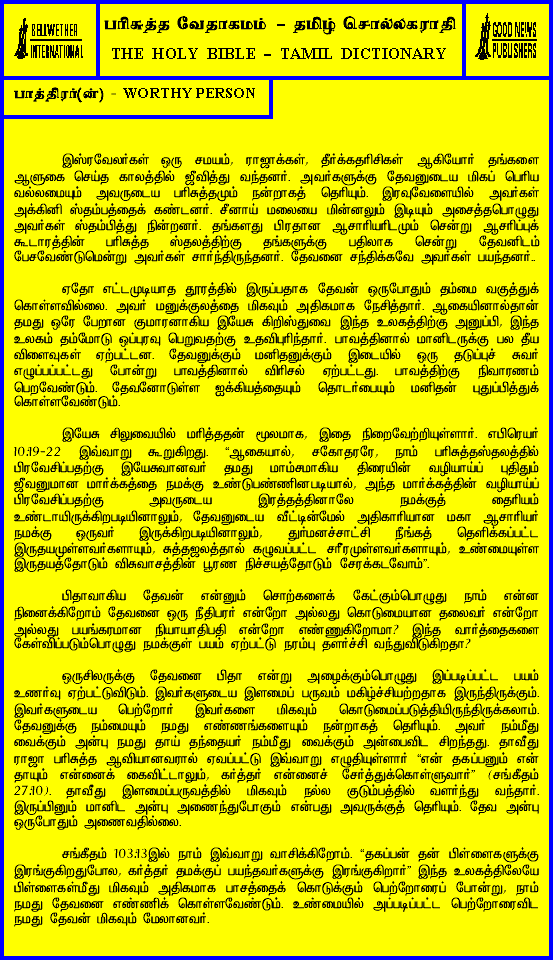 BELLWETHER
INTERNATIONAL
பரிசுத்த வேதாகமம் - தமிழ் சொல்லகராதி
THE HOLY BIBLE - TAMIL DICTIONARY
GOOD NEWS
PUBLISHERS
பாத்திரர்(ன்) - WORTHY PERSON
இஸ்ரவேலர்கள் ஒரு சமயம், ராஜாக்கள், தீர்க்கதரிசிகள் ஆகியோர் தங்களை
ஆளுகை செய்த காலத்தில் ஜீவித்து வந்தனர். அவர்களுக்கு தேவனுடைய மிகப் பெரிய
வல்லமையும் அவருடைய பரிசுத்தமும் நன்றாகத் தெரியும். இரவுவேளையில் அவர்கள்
அக்கினி ஸ்தம்பத்தைக் கண்டனர். சீனாய் மலையை மின்னலும் இடியும் அசைத்தபொழுது
அவர்கள் ஸ்தம்பித்து நின்றனர். தங்களது பிரதான ஆசாரியரிடமும் சென்று ஆசரிப்புக்
கூடாரத்தின் பரிசுத்த ஸ்தலத்திற்கு தங்களுக்கு பதிலாக சென்று தேவனிடம்
பேசவேண்டுமென்று அவர்கள் சார்ந்திருந்தனர். தேவனை சந்திக்கவே அவர்கள் பயந்தனர்..
ஏதோ எட்டமுடியாத தூரத்தில் இருப்பதாக தேவன் ஒருபோதும் தம்மை வகுத்துக்
கொள்ளவில்லை. அவர் மனுக்குலத்தை மிகவும் அதிகமாக நேசித்தார். ஆகையினால்தான்
தமது ஒரே பேறான குமாரனாகிய இயேசு கிறிஸ்துவை இந்த உலகத்திற்கு அனுப்பி, இந்த
உலகம் தம்மோடு ஒப்புரவு பெறுவதற்கு உதவிபுரிந்தார். பாவத்தினால் மானிடருக்கு பல தீய
விளைவுகள் ஏற்பட்டன. தேவனுக்கும் மனிதனுக்கும் இடையில் ஒரு தடுப்புச் சுவர்
எழுப்பப்பட்டது போன்று பாவத்தினால் விரிசல் ஏற்பட்டது. பாவத்திற்கு நிவாரணம்
பெறவேண்டும். தேவனோடுள்ள ஐக்கியத்தையும் தொடர்பையும் மனிதன் புதுப்பித்துக்
கொள்ளவேண்டும்.
இயேசு சிலுவையில் மரித்ததன் மூலமாக, இதை நிறைவேற்றியுள்ளார். எபிரெயர்
10:19-22 இவ்வாறு கூறுகிறது. "ஆகையால், சகோதரரே, நாம் பரிசுத்தஸ்தலத்தில்
பிரவேசிப்பதற்கு இயேசுவானவர் தமது மாம்சமாகிய திரையின் வழியாய்ப் புதிதும்
ஜீவனுமான மார்க்கத்தை நமக்கு உண்டுபண்ணினபடியால், அந்த மார்க்கத்தின் வழியாய்ப்
பிரவேசிப்பதற்கு அவருடைய இரத்தத்தினாலே நமக்குத் தைரியம்
உண்டாயிருக்கிறபடியினாலும், தேவனுடைய வீட்டின்மேல் அதிகாரியான மகா ஆசாரியர்
நமக்கு ஒருவர் இருக்கிறபடியினாலும், துர்மனச்சாட்சி நீங்கத் தெளிக்கப்பட்ட
இருதயமுள்ளவர்களாயும், சுத்தஜலத்தால் கழுவப்பட்ட சரீரமுள்ளவர்களாயும், உண்மையுள்ள
இருதயத்தோடும் விசுவாசத்தின் பூரண நிச்சயத்தோடும் சேரக்கடவோம்".
பிதாவாகிய தேவன் என்னும் சொற்களைக் கேட்கும்பொழுது நாம் என்ன
நினைக்கிறோம் தேவனை ஒரு நீதிபரர் என்றோ அல்லது கொடுமையான தலைவர் என்றோ
அல்லது பயங்கரமான நியாயாதிபதி என்றோ எண்ணுகிறோமா? இந்த வார்த்தைகளை
கேள்விப்படும்பொழுது நமக்குள் பயம் ஏற்பட்டு நரம்பு தளர்ச்சி வந்துவிடுகிறதா?
ஒருசிலருக்கு தேவனை பிதா என்று அழைக்கும்பொழுது இப்படிப்பட்ட பயம்
உணர்வு ஏற்பட்டுவிடும். இவர்களுடைய இளமைப் பருவம் மகிழ்ச்சியற்றதாக இருந்திருக்கும்.
இவர்களுடைய பெற்றோர் இவர்களை மிகவும் கொடுமைப்படுத்தியிருந்திருக்கலாம்.
தேவனுக்கு நம்மையும் நமது எண்ணங்களையும் நன்றாகத் தெரியும். அவர் நம்மீது
வைக்கும் அன்பு நமது தாய் தந்தையர் நம்மீது வைக்கும் அன்பைவிட சிறந்தது. தாவீது
ராஜா பரிசுத்த ஆவியானவரால் ஏவப்பட்டு இவ்வாறு எழுதியுள்ளார் "என் தகப்பனும் என்
தாயும் என்னைக் கைவிட்டாலும், கர்த்தர் என்னைச் சேர்த்துக்கொள்ளுவார்" (சங்கீதம்
27:10). தாவீது இளமைப்பருவத்தில் மிகவும் நல்ல குடும்பத்தில் வளர்ந்து வந்தார்.
இருப்பினும் மானிட அன்பு அணைந்துபோகும் என்பது அவருக்குத் தெரியும். தேவ அன்பு
ஒருபோதும் அணைவதில்லை.
சங்கீதம் 103:13இல் நாம் இவ்வாறு வாசிக்கிறோம். "தகப்பன் தன் பிள்ளைகளுக்கு
இரங்குகிறதுபோல, கர்த்தர் தமக்குப் பயந்தவர்களுக்கு இரங்குகிறார்" இந்த உலகத்திலேயே
பிள்ளைகள்மீது மிகவும் அதிகமாக பாசத்தைக் கொடுக்கும் பெற்றோரைப் போன்று, நாம்
நமது தேவனை எண்ணிக் கொள்ளவேண்டும். உண்மையில் அப்படிப்பட்ட பெற்றோரைவிட
நமது தேவன் மிகவும் மேலானவர்.